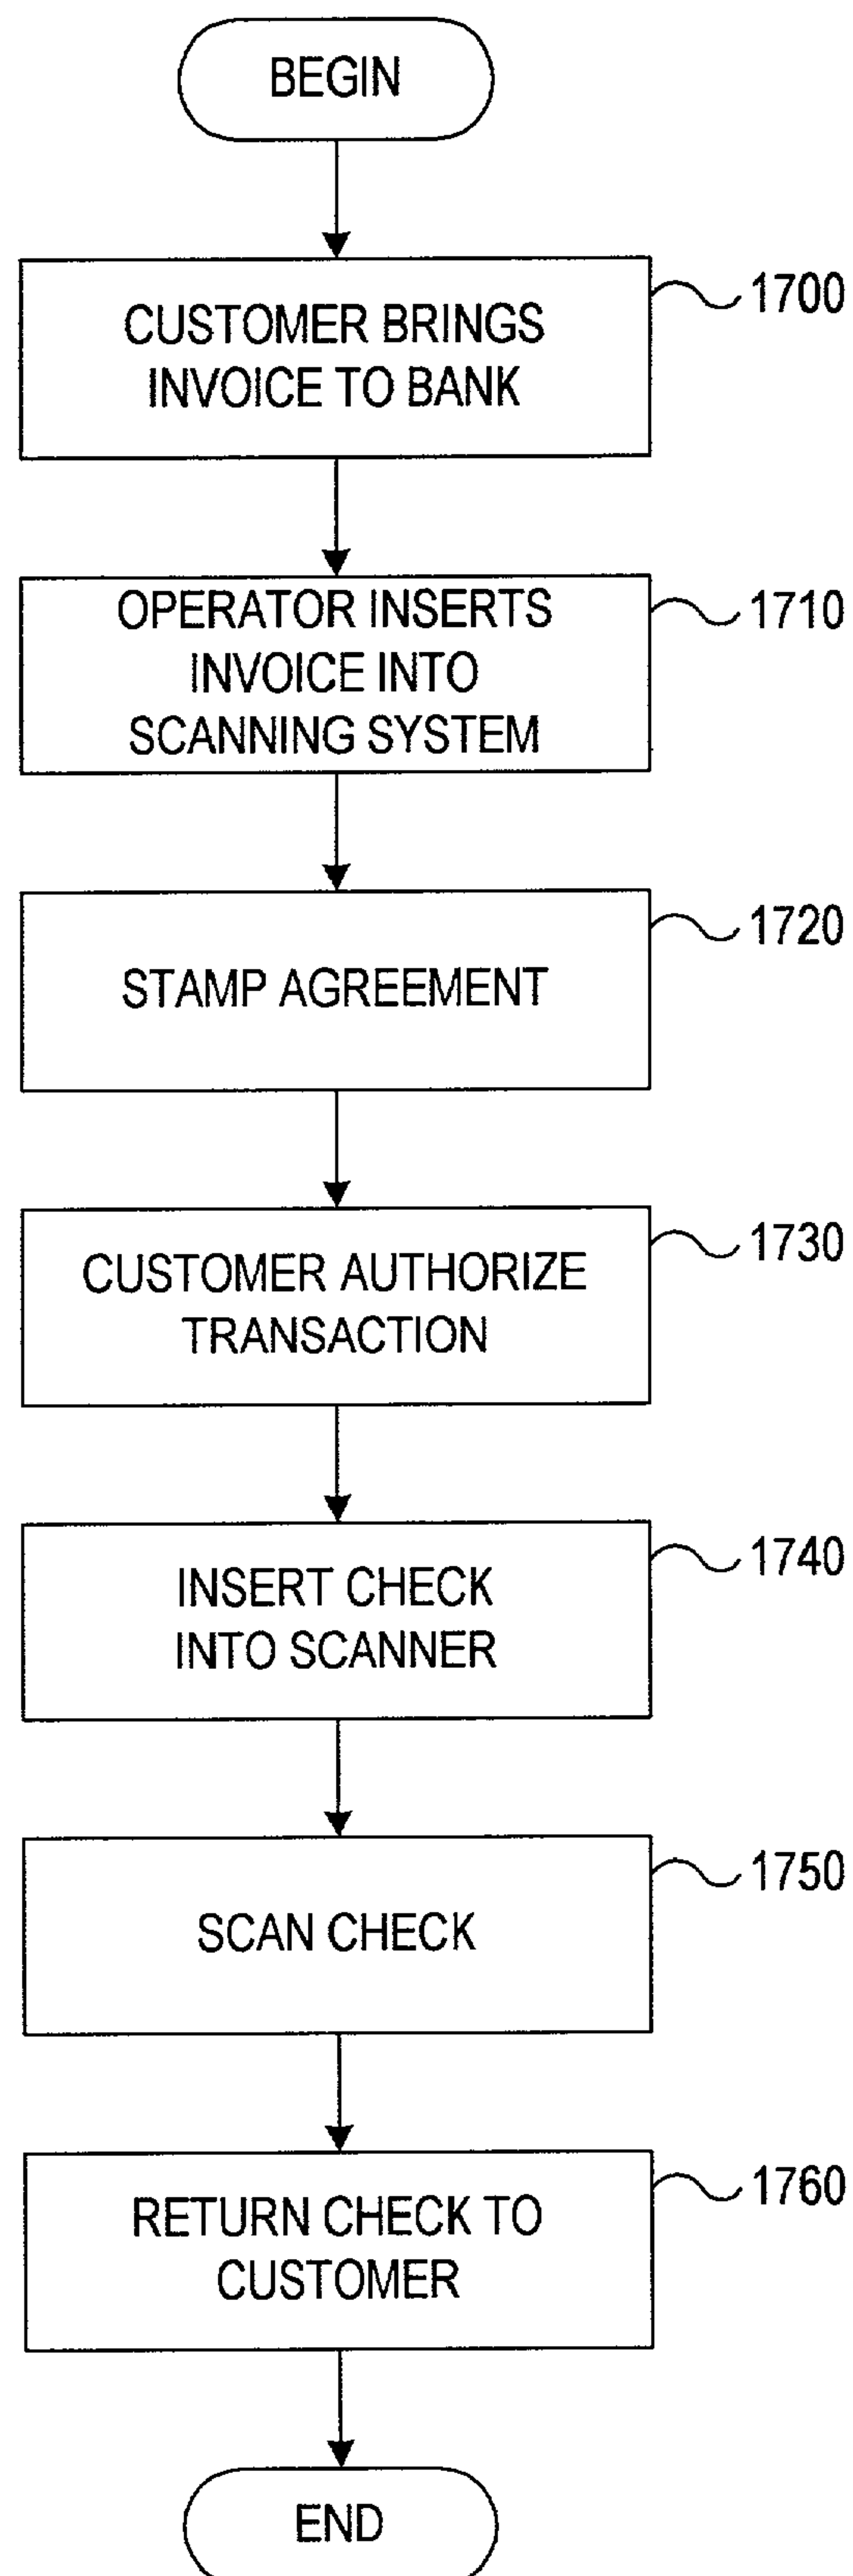 BEGIN
CUSTOMER BRINGS
INVOICE TO BANK
1700
OPERATOR INSERTS
INVOICE INTO
SCANNING SYSTEM
1710
STAMP AGREEMENT
1720
CUSTOMER AUTHORIZE
TRANSACTION
1730
INSERT CHECK
INTO SCANNER
1740
SCAN CHECK
1750
RETURN CHECK TO
CUSTOMER
1760
END